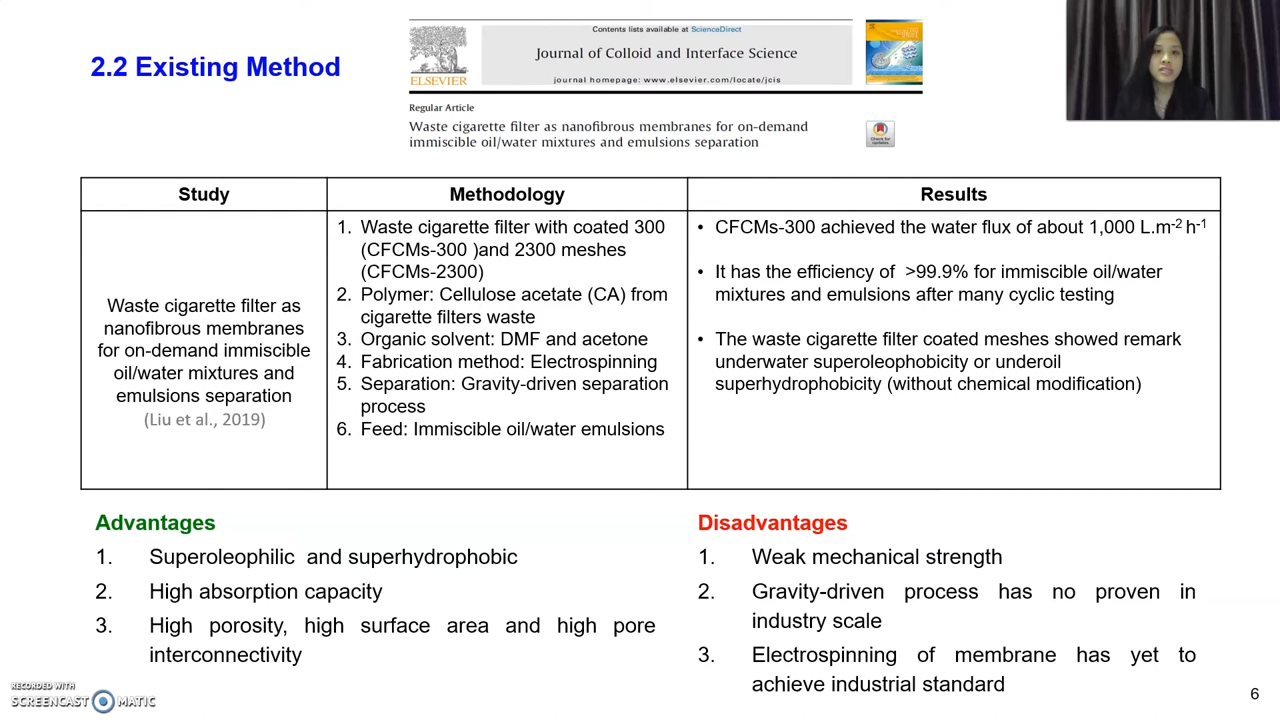 2.2 Existing Method
Contents lists available at ScienceDirect
Journal of Colloid and Interface Science
journal homepage: www.elsevier.com/locate/jcis
ELSEVIER
Regular Article
Waste cigarette filter as nanofibrous membranes for on-demand
immiscible oil/water mixtures and emulsions separation
Check for
updates
Study
Methodology
Results
Waste cigarette filter as
nanofibrous membranes
for on-demand immiscible
oil/water mixtures and
emulsions separation
(Liu et al., 2019)
1. Waste cigarette filter with coated 300
(CFCMs-300 )and 2300 meshes
(CFCMs-2300)
2. Polymer: Cellulose acetate (CA) from
cigarette filters waste
3. Organic solvent: DMF and acetone
4. Fabrication method: Electrospinning
5. Separation: Gravity-driven separation
process
6. Feed: Immiscible oil/water emulsions
• CFCMs-300 achieved the water flux of about 1,000 L.m-2 h-1
• It has the efficiency of >99.9% for immiscible oil/water
mixtures and emulsions after many cyclic testing
• The waste cigarette filter coated meshes showed remark
underwater superoleophobicity or underoil
superhydrophobicity (without chemical modification)
Advantages
1. Superoleophilic and superhydrophobic
2. High absorption capacity
3. High porosity, high surface area and high pore
interconnectivity
Disadvantages
1. Weak mechanical strength
2. Gravity-driven process has no proven in
industry scale
3. Electrospinning of membrane has yet to
achieve industrial standard
RECORDED WITH
SCREENCAST MATIC
6